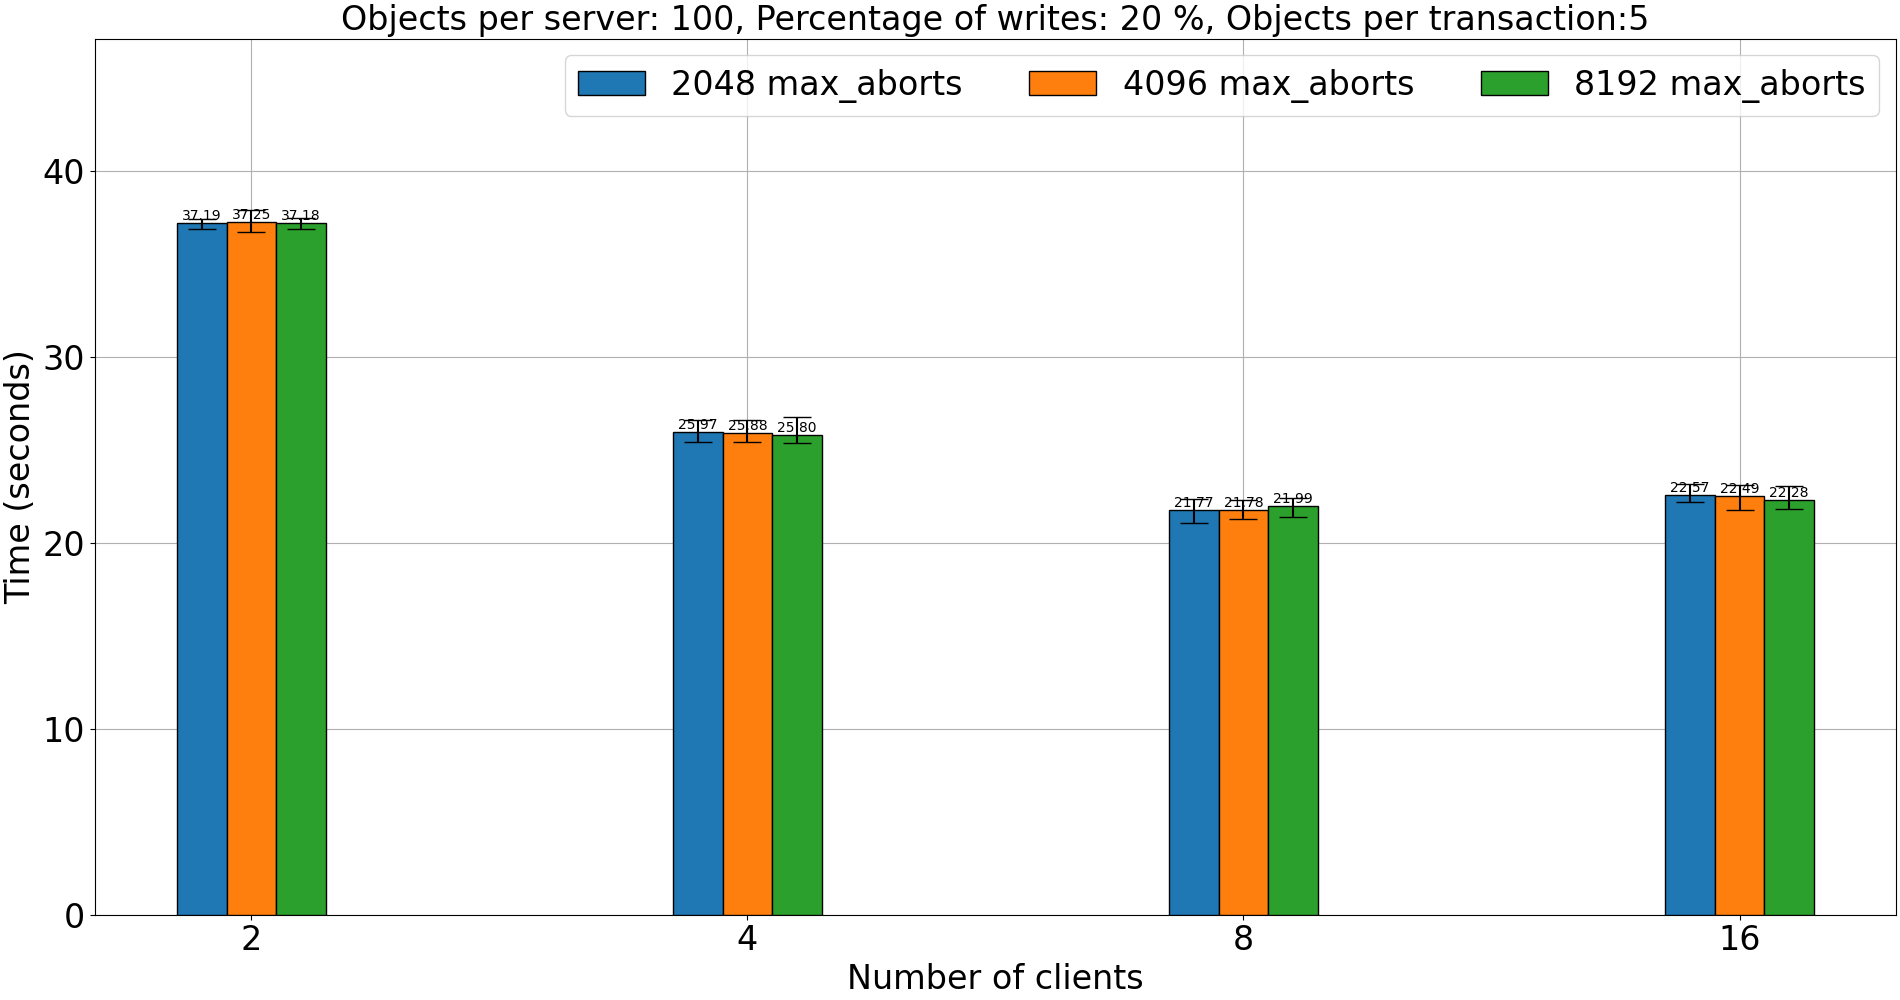 Objects per server: 100, Percentage of writes: 20 %, Objects per transaction:5
2048 max_aborts 4096 max_aborts 8192 max_aborts
Time (seconds)
40
30
20
10
0
37.19 37.25 37.18
25.97 25.88 25.80
21.77 21.78 21.99
22.57 22.49 22.28
2 4 8 16
Number of clients